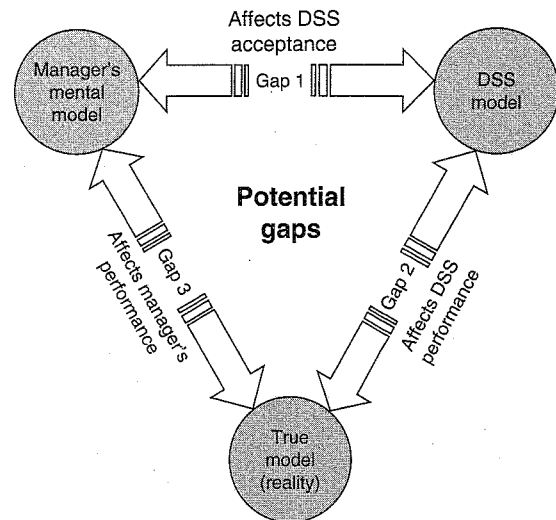 Affects DSS
acceptance
Manager's
mental
model
Gap 1
DSS
model
Potential
gaps
Gap 3
Affects manager's
performance
Gap 2
Affects DSS
performance
True
model
(reality)